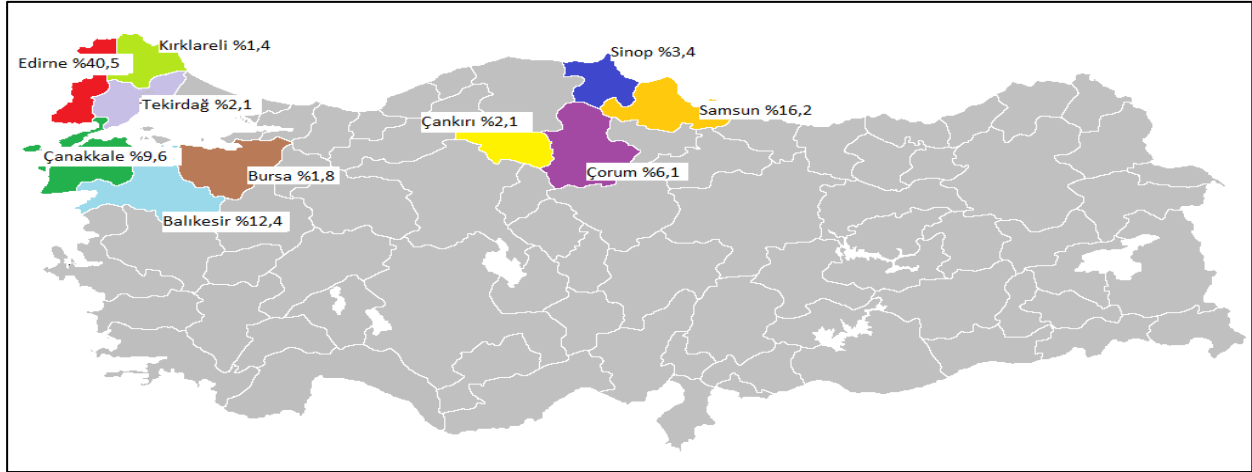 Kırklareli %1,4
Edirne %40,5
Tekirdağ %2,1
Çanakkale %9,6
Bursa %1,8
Balıkesir %12,4
Sinop %3,4
Samsun %16,2
Çankırı %2,1
Çorum %6,1